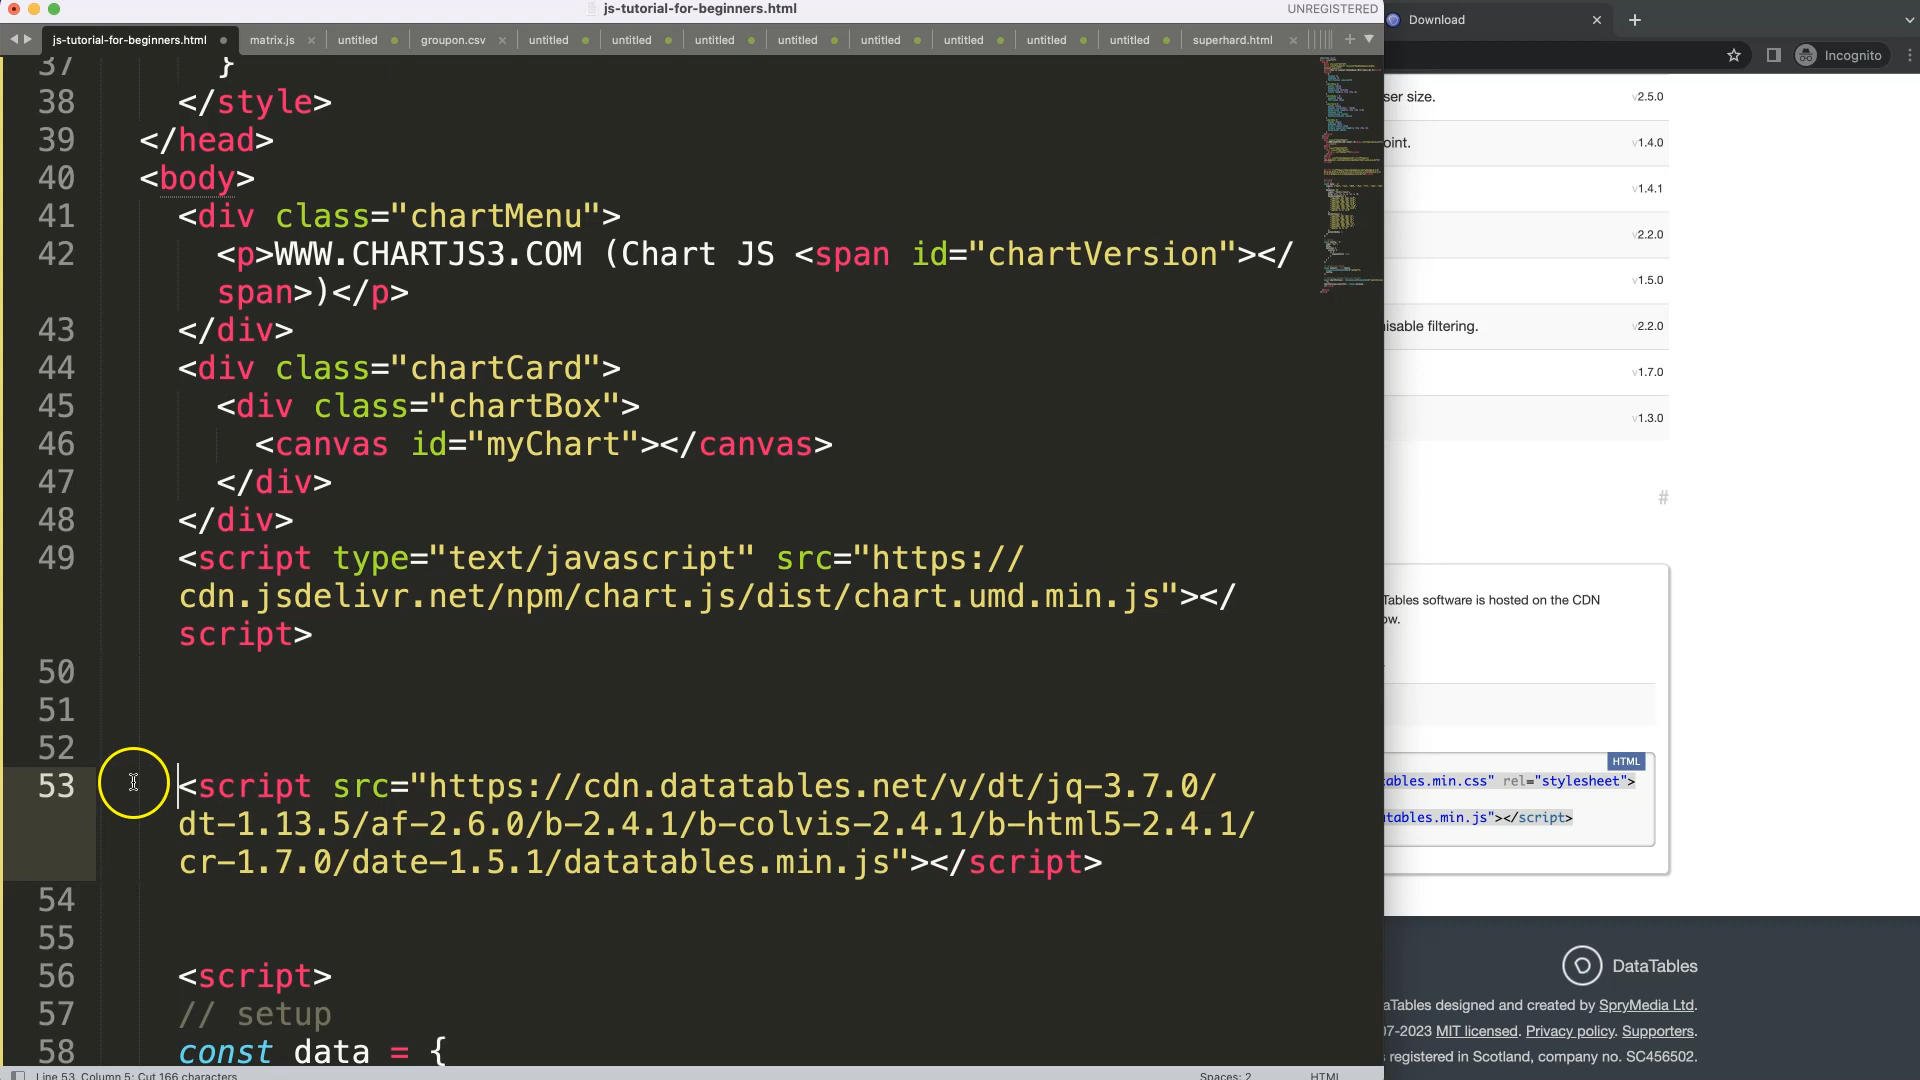 js-tutorial-for-beginners.html
UNREGISTERED
Download
js-tutorial-for-beginners.html
matrix.js
untitled
groupon.csv
untitled
untitled
untitled
untitled
untitled
untitled
untitled
untitled
superhard.html
Incognito
37 }
38 </style>
39 </head>
40 <body>
41 <div class="chartMenu">
42 <p>WWW.CHARTJS3.COM (Chart JS <span id="chartVersion"></
span>)</p>
43 </div>
44 <div class="chartCard">
45 <div class="chartBox">
46 <canvas id="myChart"></canvas>
47 </div>
48 </div>
49 <script type="text/javascript" src="https://
cdn.jsdelivr.net/npm/chart.js/dist/chart.umd.min.js"></
script>
50
51
52
53 <script src="https://cdn.datatables.net/v/dt/jq-3.7.0/
dt-1.13.5/af-2.6.0/b-2.4.1/b-colvis-2.4.1/b-html5-2.4.1/
cr-1.7.0/date-1.5.1/datatables.min.js"></script>
54
55
56 <script>
57 // setup
58 const data = {
Line 53, Column 5; Cut 166 characters
Spaces: 2
HTML
ser size.
v2.5.0
oint.
v1.4.0
v1.4.1
v2.2.0
v1.5.0
nisable filtering.
v2.2.0
v1.7.0
v1.3.0
#
Tables software is hosted on the CDN
ow.
HTML
tables.min.css" rel="stylesheet">
tables.min.js"></script>
DataTables
aTables designed and created by SpryMedia Ltd.
07-2023 MIT licensed. Privacy policy. Supporters.
s registered in Scotland, company no. SC456502.